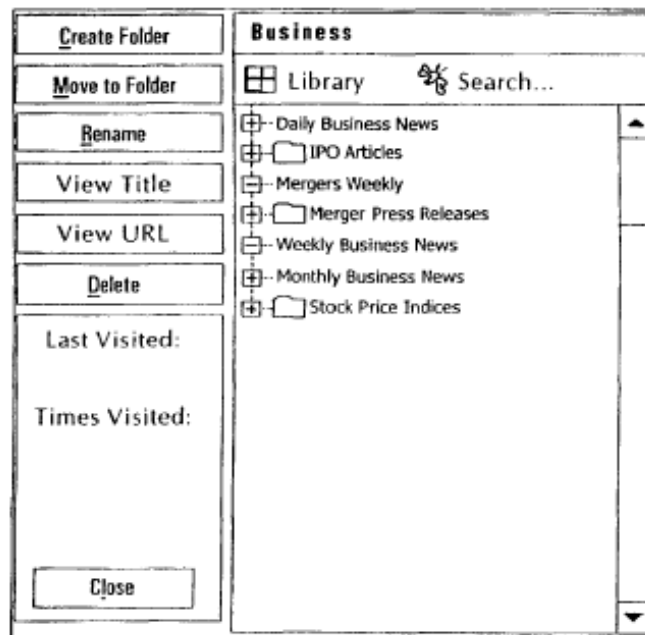 Create Folder
Move to Folder
Rename
View Title
View URL
Delete
Last Visited:
Times Visited:
Close
Business
Library Search...
Daily Business News
IPO Articles
Mergers Weekly
Merger Press Releases
Weekly Business News
Monthly Business News
Stock Price Indices